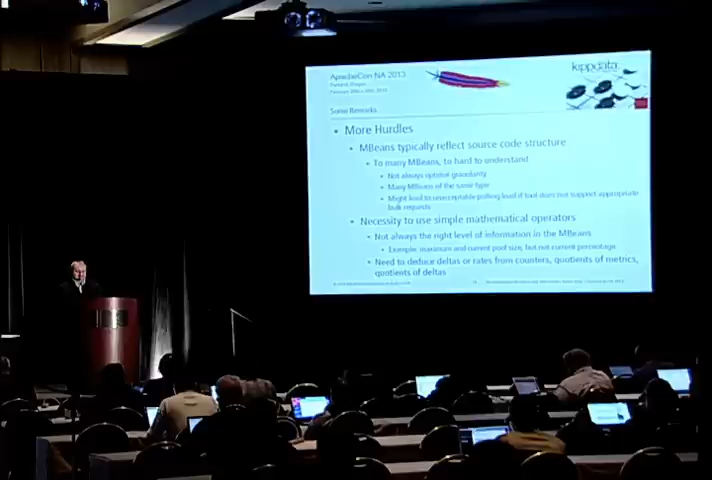 ApacheCon NA 2013
Portland, Oregon
kippdata
Some Remarks
• More Hurdles
• MBeans typically reflect source code structure
• To many MBeans, to hard to understand
• Not always optimal granularity
• Many MBeans of the same type
• Might lead to unacceptable polling load if tool does not support appropriate
bulk requests
• Necessity to use simple mathematical operators
• Not always the right level of information in the MBeans
• Example: maximum and current pool size, but not current percentage
• Need to deduce deltas or rates from counters, quotients of metrics,
quotients of deltas